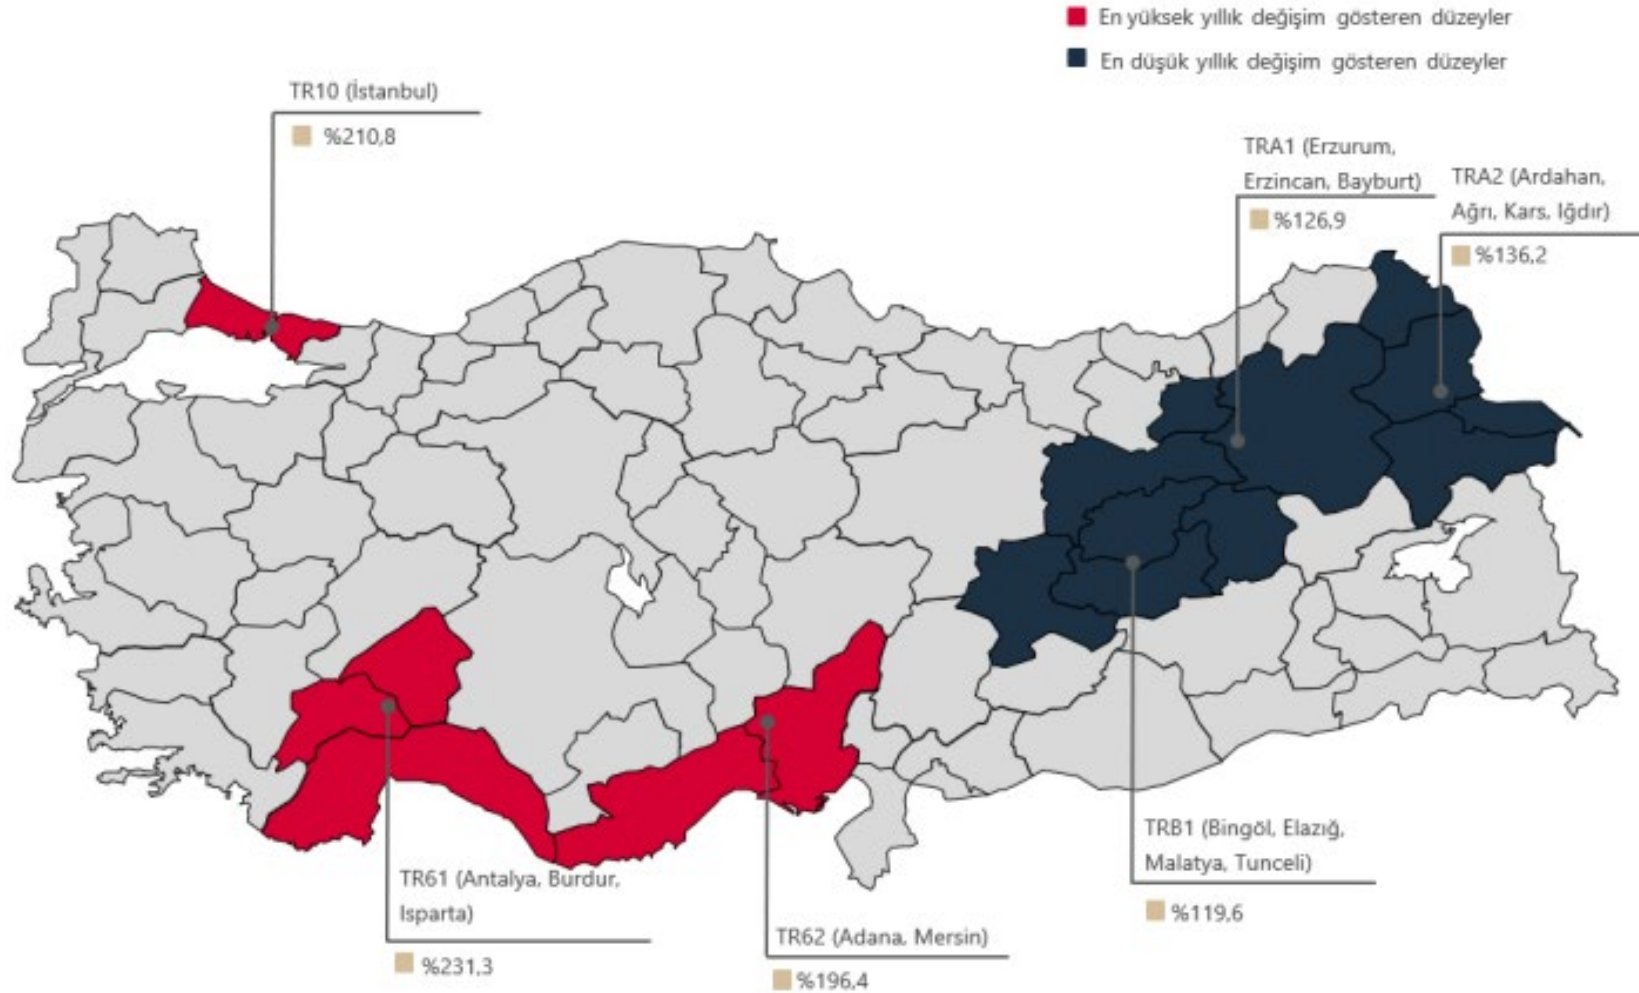 En yüksek yıllık değişim gösteren düzeyler
En düşük yıllık değişim gösteren düzeyler
TR10 (İstanbul)
%210,8
TRA1 (Erzurum,
Erzincan, Bayburt)
%126,9
TRA2 (Ardahan,
Ağrı, Kars, Iğdır)
%136,2
TR61 (Antalya, Burdur,
Isparta)
%231,3
TR62 (Adana, Mersin)
%196,4
TRB1 (Bingöl, Elazığ,
Malatya, Tunceli)
%119,6